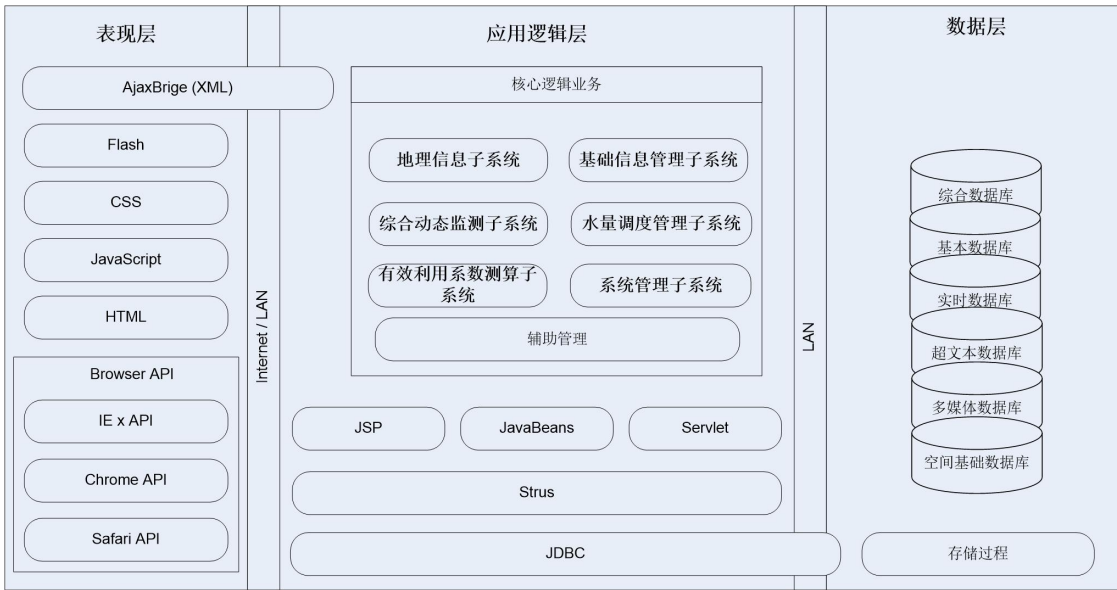 表现层
AjaxBrige (XML)
Flash
CSS
JavaScript
HTML
Browser API
IE x API
Chrome API
Safari API
Internet / LAN
应用逻辑层
核心逻辑业务
地理信息子系统
基础信息管理子系统
综合动态监测子系统
水量调度管理子系统
有效利用系数测算子
系统
系统管理子系统
辅助管理
JSP
JavaBeans
Servlet
Strus
JDBC
LAN
数据层
综合数据库
基本数据库
实时数据库
超文本数据库
多媒体数据库
空间基础数据库
存储过程